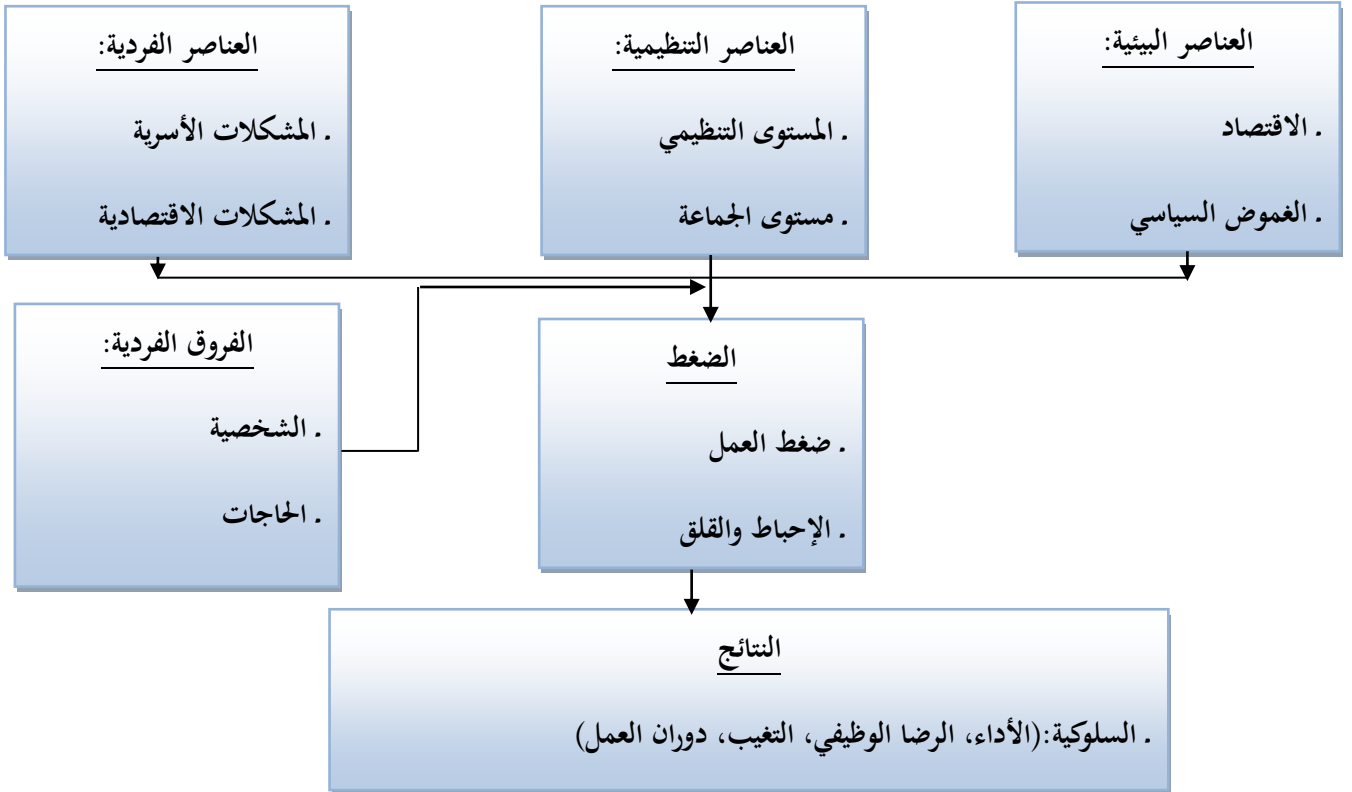 العناصر البيئية:
. الاقتصاد
. الغموض السياسي
العناصر التنظيمية:
. المستوى التنظيمي
. مستوى الجماعة
العناصر الفردية:
. المشكلات الأسرية
. المشكلات الاقتصادية
الضغط
. ضغط العمل
. الإحباط والقلق
الفروق الفردية:
. الشخصية
. الحاجات
النتائج
. السلوكية:(الأداء، الرضا الوظيفي، التغيب، دوران العمل)